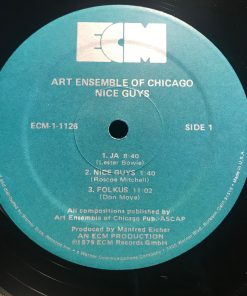 ECM
ART ENSEMBLE OF CHICAGO
NICE GUYS
ECM-1-1126
SIDE 1
1. JA 8:40
(Lester Bowie)
2. NICE GUYS 1:40
(Roscoe Mitchell)
3. FOLKUS 11:02
(Don Moye)
All compositions published by
Art Ensemble of Chicago Pub./ASCAP
Produced by Manfred Eicher
AN ECM PRODUCTION
℗1979 ECM Records GmbH
Made in U.S.A.